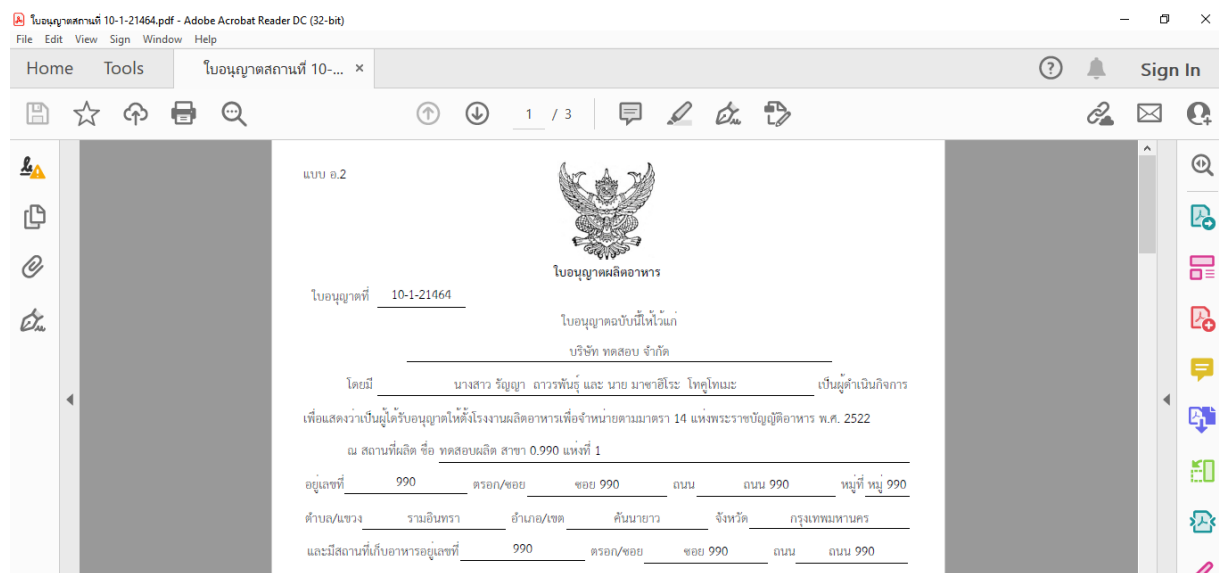 ใบอนุญาตสถานที่ 10-1-21464.pdf - Adobe Acrobat Reader DC (32-bit)
File Edit View Sign Window Help
Home Tools ใบอนุญาตสถานที่ 10-... × Sign In
1 / 3
แบบ อ.2
ใบอนุญาตผลิตอาหาร
ใบอนุญาตที่ 10-1-21464
ใบอนุญาตฉบับนี้ให้ไว้แก่
บริษัท ทดสอบ จำกัด
โดยมี นางสาว รัญญา ถาวรพันธุ์ และ นาย มาซาฮิโระ โทคูโทเมะ เป็นผู้ดำเนินกิจการ
เพื่อแสดงว่าเป็นผู้ได้รับอนุญาตให้ตั้งโรงงานผลิตอาหารเพื่อจำหน่ายตามมาตรา 14 แห่งพระราชบัญญัติอาหาร พ.ศ. 2522
ณ สถานที่ผลิต ชื่อ ทดสอบผลิต สาขา 0.990 แห่งที่ 1
อยู่เลขที่ 990 ตรอก/ซอย ซอย 990 ถนน ถนน 990 หมู่ที่ หมู่ 990
ตำบล/แขวง รามอินทรา อำเภอ/เขต คันนายาว จังหวัด กรุงเทพมหานคร
และมีสถานที่เก็บอาหารอยู่เลขที่ 990 ตรอก/ซอย ซอย 990 ถนน ถนน 990